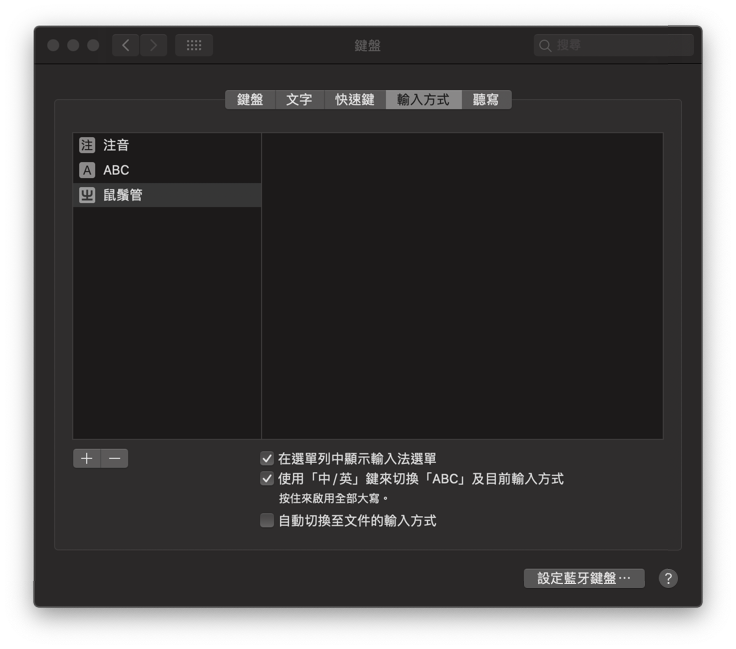 鍵盤
搜尋
鍵盤 文字 快速鍵 輸入方式 聽寫
注 注音
A ABC
鼠鬚管
在選單列中顯示輸入法選單
使用「中/英」鍵來切換「ABC」及目前輸入方式
按住來啟用全部大寫。
自動切換至文件的輸入方式
設定藍牙鍵盤⋯ ?